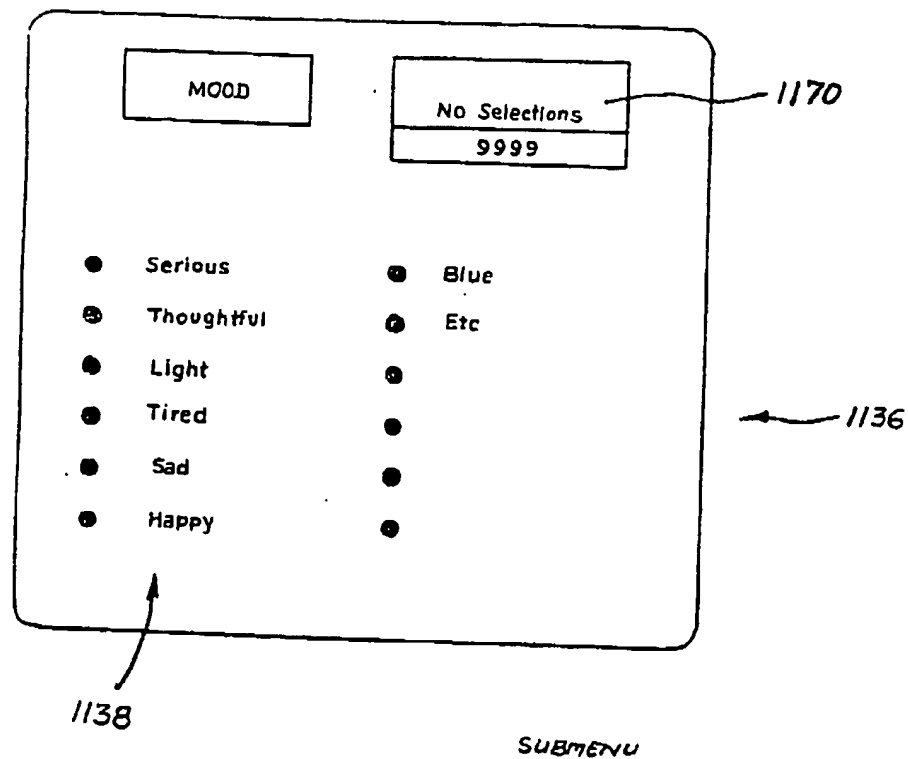 MOOD
No Selections
9999
1170
Serious
Thoughtful
Light
Tired
Sad
Happy
Blue
Etc
1136
1138
SUBMENU